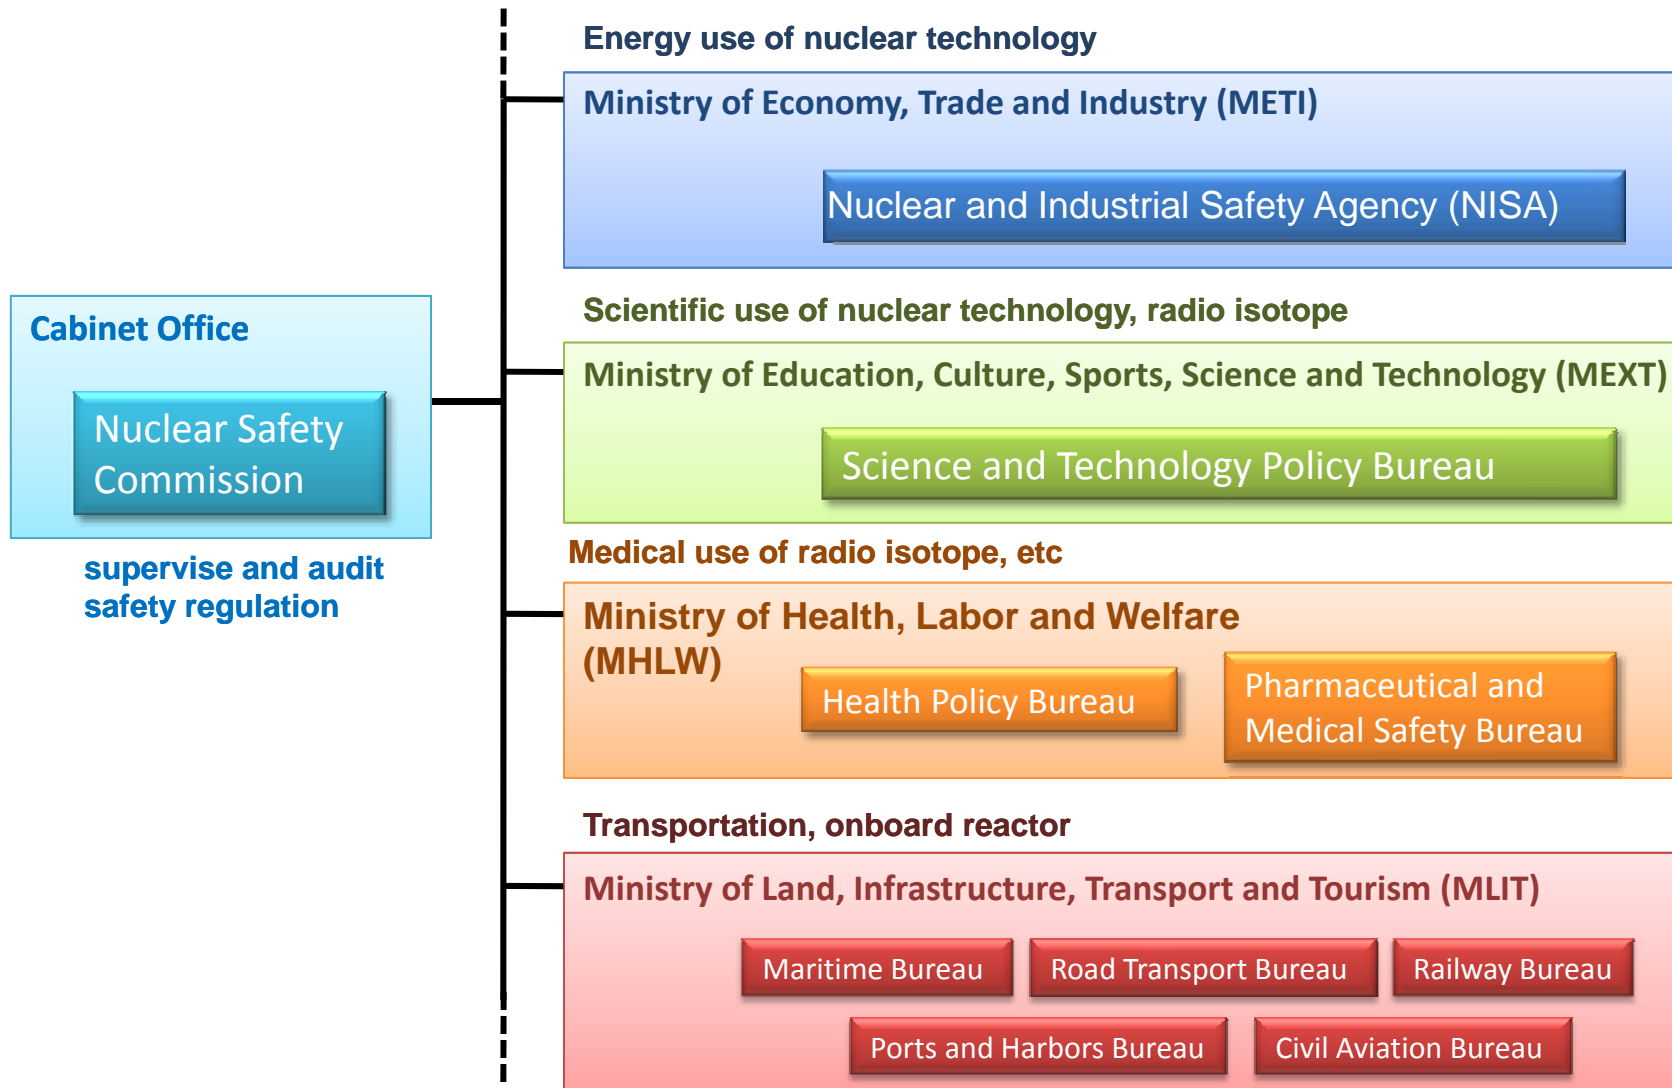 Energy use of nuclear technology
Ministry of Economy, Trade and Industry (METI)
Nuclear and Industrial Safety Agency (NISA)
Cabinet Office
Nuclear Safety
Commission
supervise and audit
safety regulation
Scientific use of nuclear technology, radio isotope
Ministry of Education, Culture, Sports, Science and Technology (MEXT)
Science and Technology Policy Bureau
Medical use of radio isotope, etc
Ministry of Health, Labor and Welfare
(MHLW)
Health Policy Bureau
Pharmaceutical and
Medical Safety Bureau
Transportation, onboard reactor
Ministry of Land, Infrastructure, Transport and Tourism (MLIT)
Maritime Bureau
Road Transport Bureau
Railway Bureau
Ports and Harbors Bureau
Civil Aviation Bureau